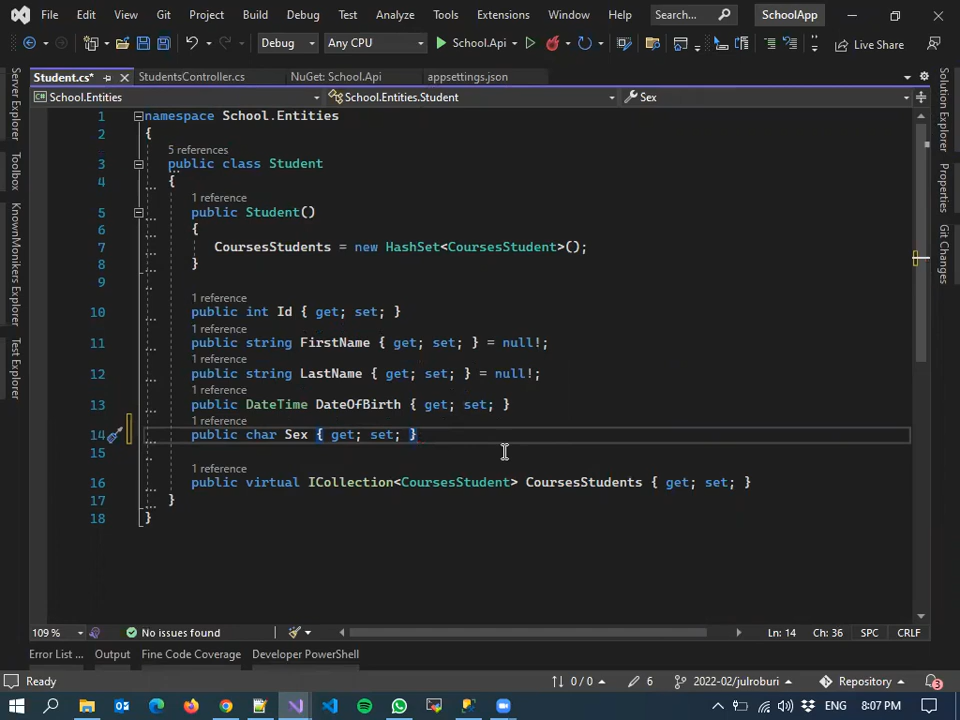 File Edit View Git Project Build Debug Test Analyze Tools Extensions Window Help Search... SchoolApp
Debug Any CPU School.Api Live Share
Student.cs* StudentsController.cs NuGet: School.Api appsettings.json
School.Entities School.Entities.Student Sex
Server Explorer
Toolbox
KnownMonikers Explorer
Test Explorer
1 namespace School.Entities
2 {
5 references
3 public class Student
4 {
1 reference
5 public Student()
6 {
7 CoursesStudents = new HashSet<CoursesStudent>();
8 }
9
1 reference
10 public int Id { get; set; }
1 reference
11 public string FirstName { get; set; } = null!;
1 reference
12 public string LastName { get; set; } = null!;
1 reference
13 public DateTime DateOfBirth { get; set; }
1 reference
14 public char Sex { get; set; }
15
1 reference
16 public virtual ICollection<CoursesStudent> CoursesStudents { get; set; }
17 }
18 }
Solution Explorer
Properties
Git Changes
109 % No issues found Ln: 14 Ch: 36 SPC CRLF
Error List ... Output Fine Code Coverage Developer PowerShell
Ready 0 / 0 6 2022-02/julroburi Repository 3
ENG 8:07 PM